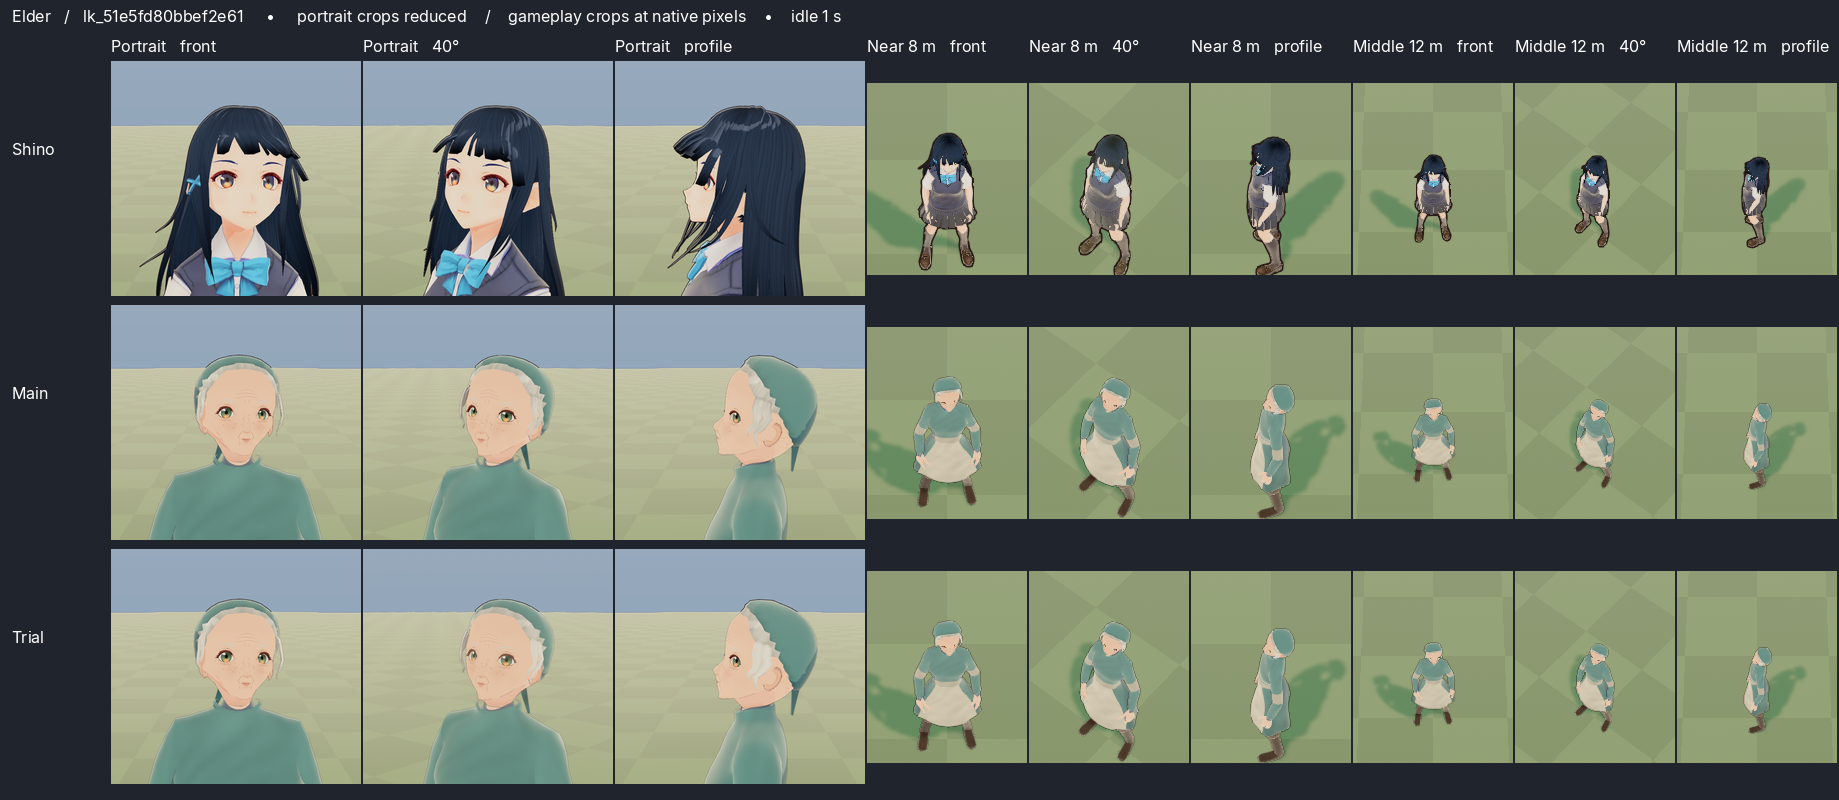 Elder / lk_51e5fd80bbef2e61 • portrait crops reduced / gameplay crops at native pixels • idle 1 s
Portrait front Portrait 40° Portrait profile Near 8 m front Near 8 m 40° Near 8 m profile Middle 12 m front Middle 12 m 40° Middle 12 m profile
Shino
Main
Trial